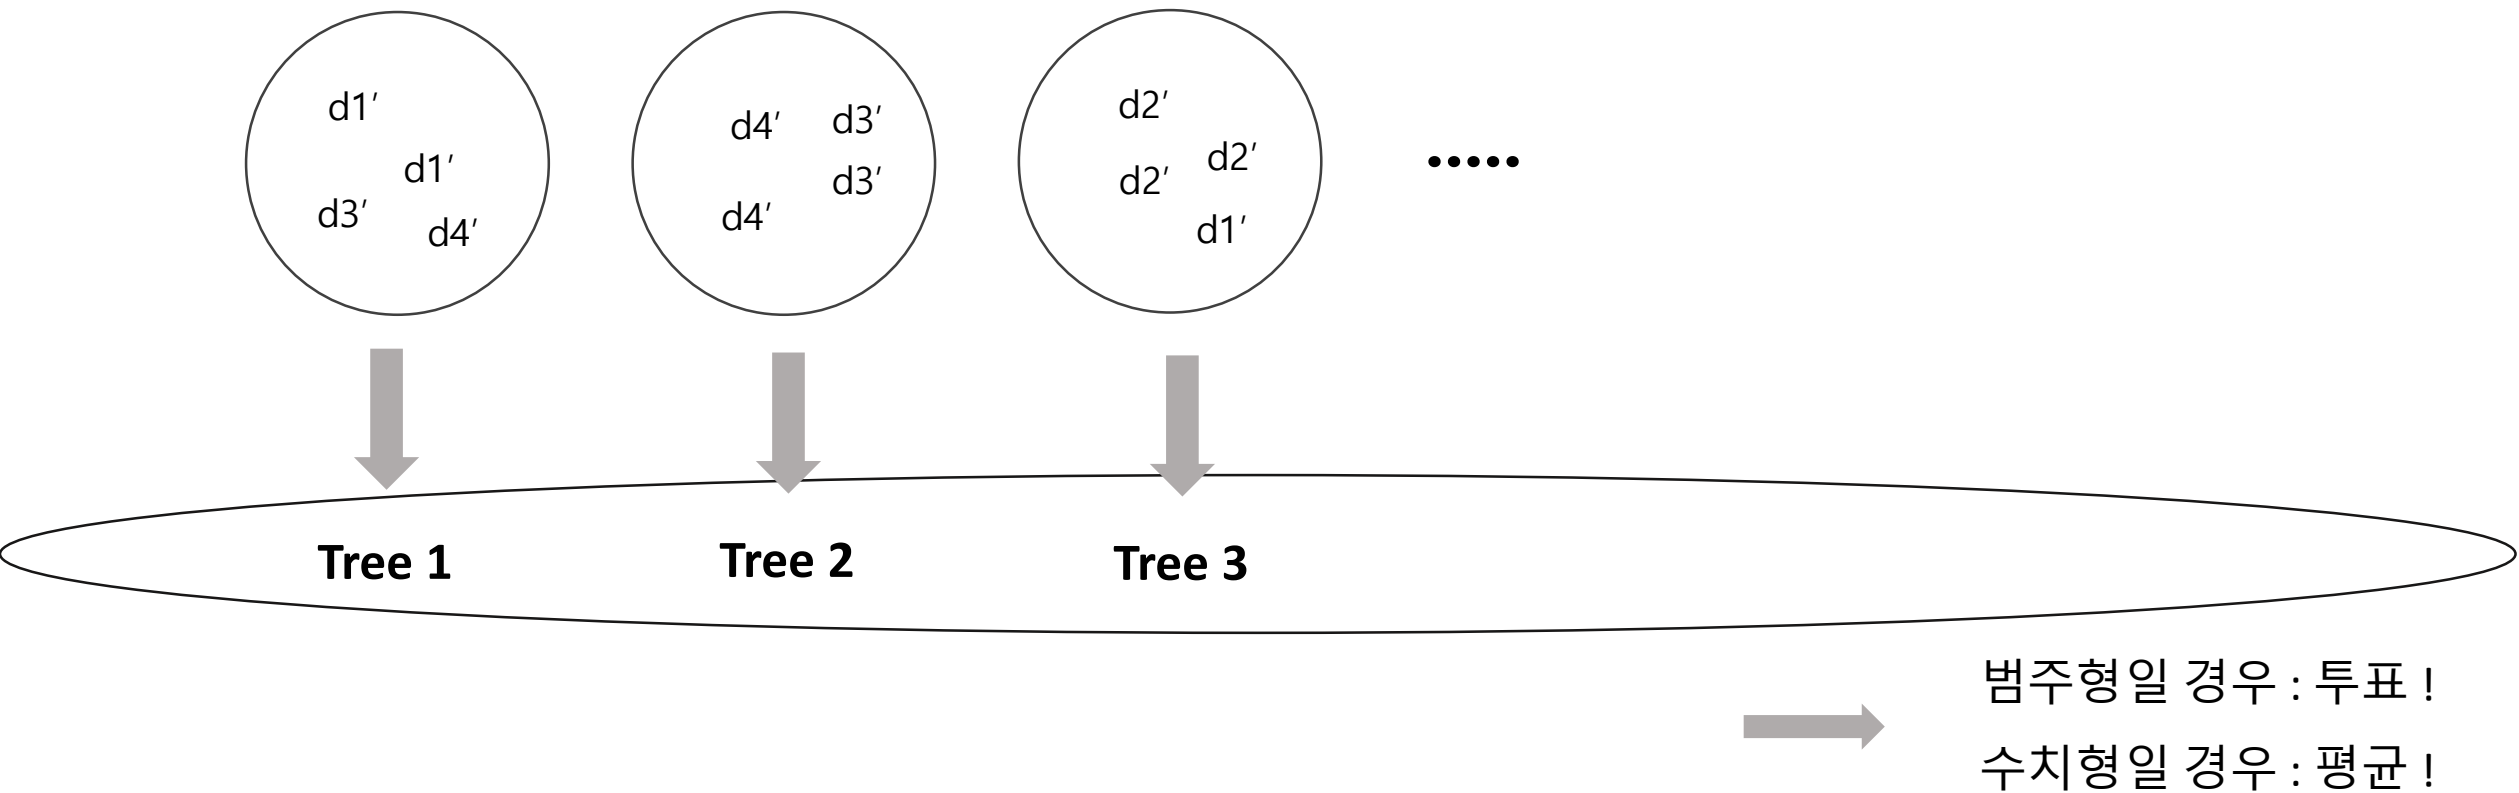 d1′
d1′
d3′
d4′
d4′
d3′
d3′
d4′
d2′
d2′
d2′
d1′
•••••
Tree 1
Tree 2
Tree 3
범주형일 경우 : 투표 !
수치형일 경우 : 평균 !